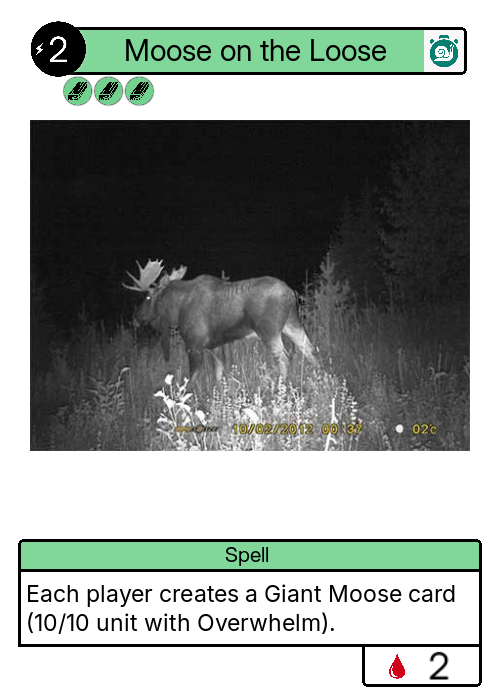 2
Moose on the Loose
10/02/2012 00 37
02c
Spell
Each player creates a Giant Moose card
(10/10 unit with Overwhelm).
2